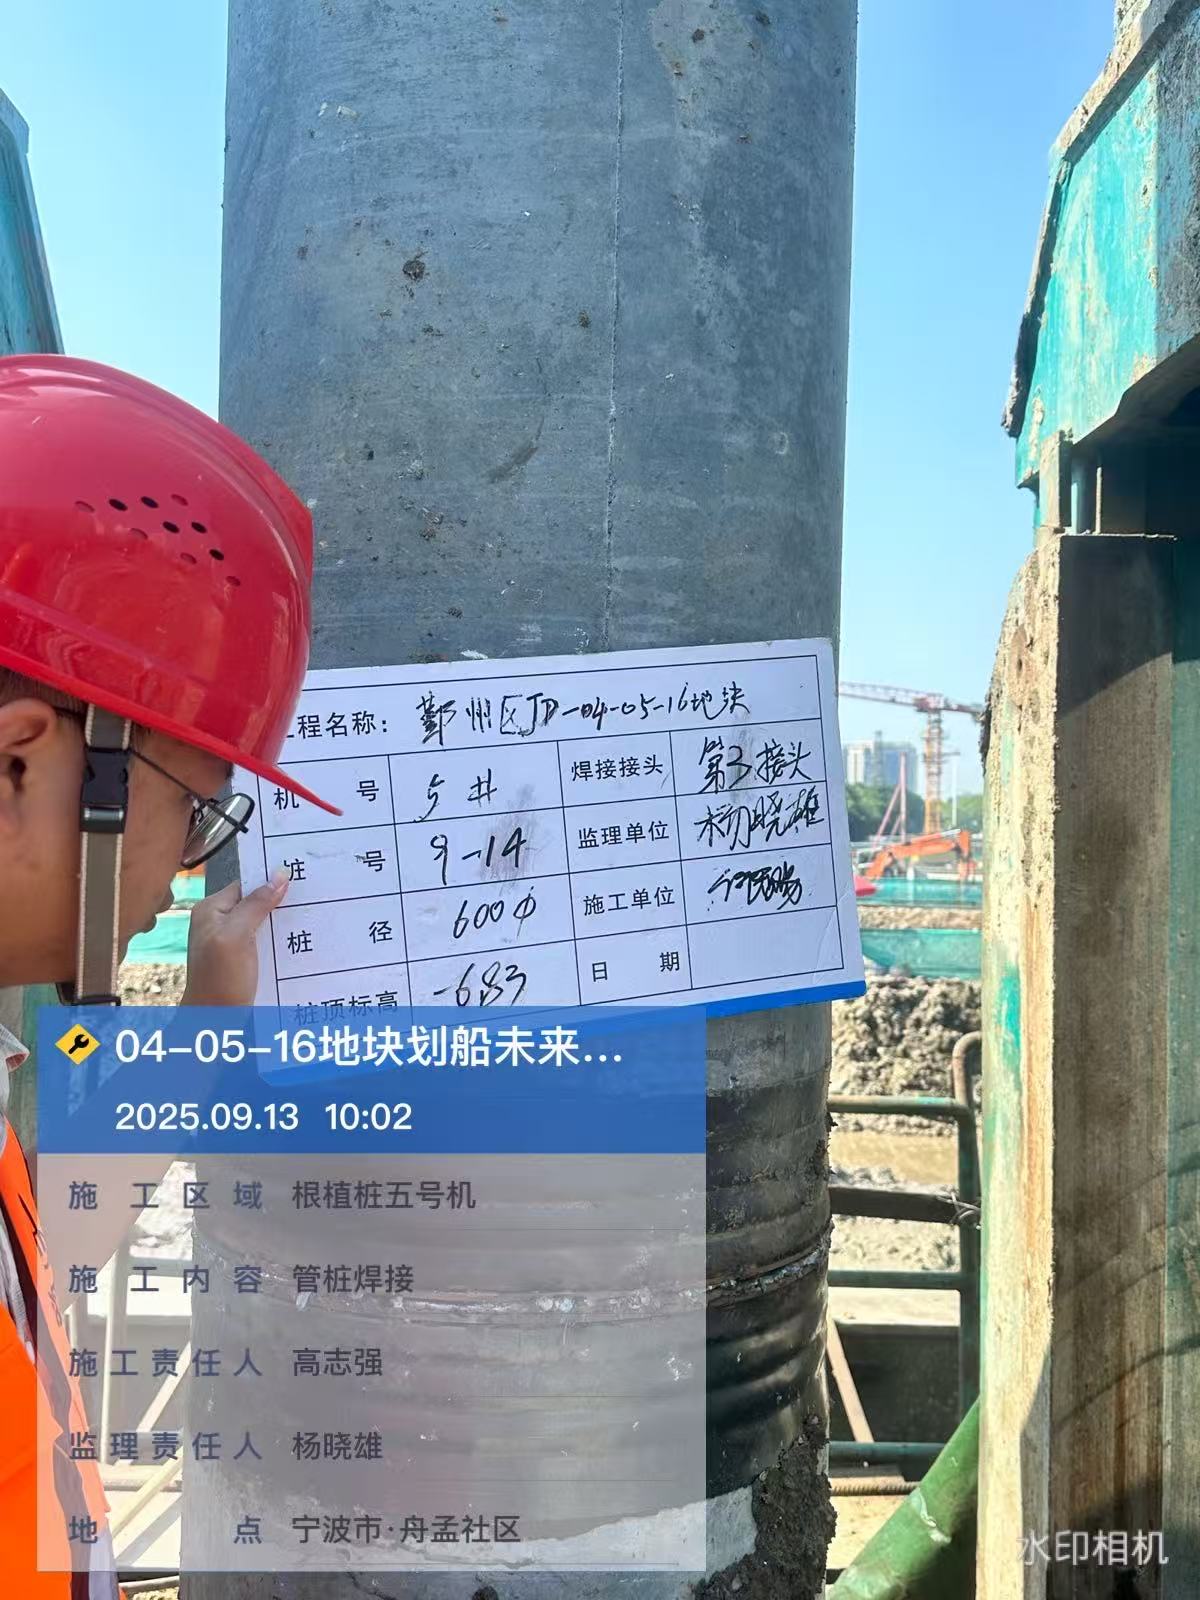 程名称: 鄞州区JD-04-05-16地块
机 号 5# 焊接接头 第3接头
桩 号 9-14 监理单位 杨晓雄
桩 径 600φ 施工单位
桩顶标高 -6.83 日 期
04-05-16地块划船未来...
2025.09.13 10:02
施工区域 根植桩五号机
施工内容 管桩焊接
施工责任人 高志强
监理责任人 杨晓雄
地点 宁波市·舟孟社区
水印相机